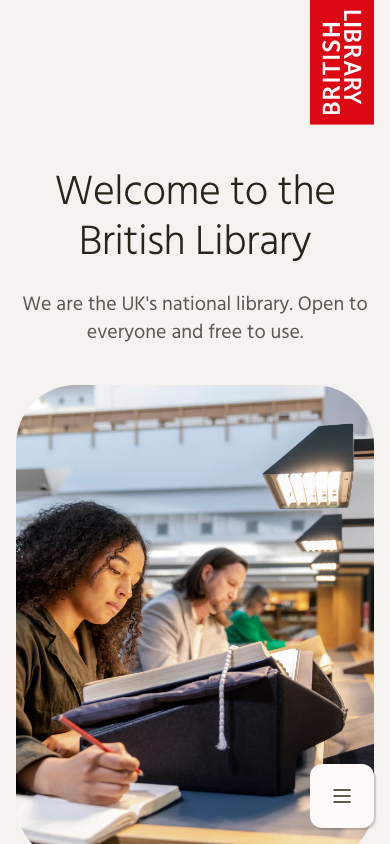 BRITISH
LIBRARY
Welcome to the
British Library
We are the UK's national library. Open to
everyone and free to use.